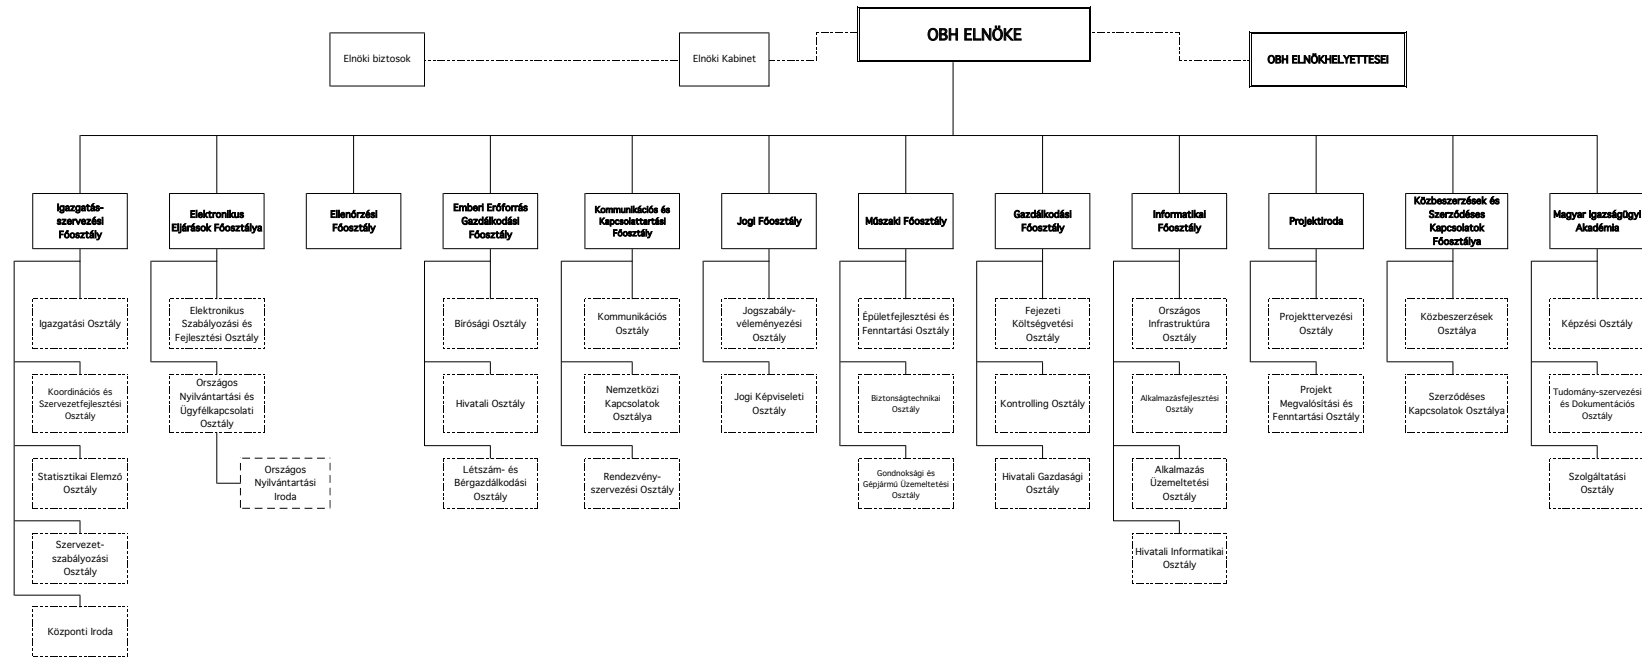 OBH ELNÖKE
Elnöki biztosok
Elnöki Kabinet
OBH ELNÖKHELYETTESEI
Igazgatás-
szervezési
Főosztály
Elektronikus
Eljárások Főosztálya
Ellenőrzési
Főosztály
Emberi Erőforrás
Gazdálkodási
Főosztály
Kommunikációs és
Kapcsolattartási
Főosztály
Jogi Főosztály
Műszaki Főosztály
Gazdálkodási
Főosztály
Informatikai
Főosztály
Projektiroda
Közbeszerzések és
Szerződéses
Kapcsolatok
Főosztálya
Magyar Igazságügyi
Akadémia
Igazgatási Osztály
Elektronikus
Szabályozási és
Fejlesztési Osztály
Bírósági Osztály
Kommunikációs
Osztály
Jogszabály-
véleményezési
Osztály
Épületfejlesztési és
Fenntartási Osztály
Fejezeti
Költségvetési
Osztály
Országos
Infrastruktúra
Osztály
Projekttervezési
Osztály
Közbeszerzések
Osztálya
Képzési Osztály
Koordinációs és
Szervezetfejlesztési
Osztály
Országos
Nyilvántartási és
Ügyfélkapcsolati
Osztály
Hivatali Osztály
Nemzetközi
Kapcsolatok
Osztálya
Jogi Képviseleti
Osztály
Biztonságtechnikai
Osztály
Kontrolling Osztály
Alkalmazásfejlesztési
Osztály
Projekt
Megvalósítási és
Fenntartási Osztály
Szerződéses
Kapcsolatok Osztálya
Tudomány-szervezési
és Dokumentációs
Osztály
Statisztikai Elemző
Osztály
Országos
Nyilvántartási
Iroda
Létszám- és
Bérgazdálkodási
Osztály
Rendezvény-
szervezési Osztály
Gondnoksági és
Gépjármű Üzemeltetési
Osztály
Hivatali Gazdasági
Osztály
Alkalmazás
Üzemeltetési
Osztály
Szolgáltatási
Osztály
Szervezet-
szabályozási
Osztály
Hivatali Informatikai
Osztály
Központi Iroda